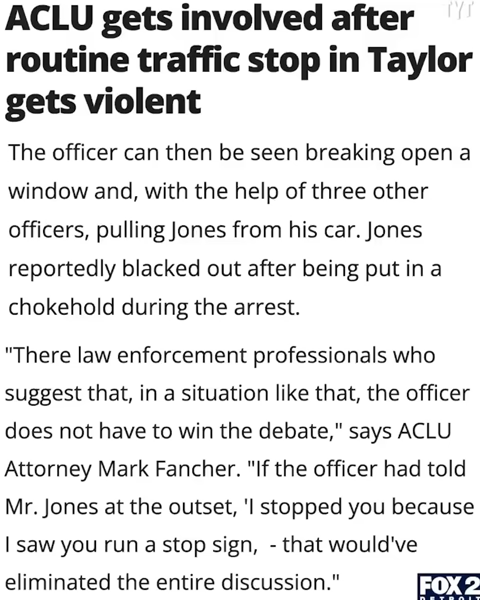 ACLU gets involved after
routine traffic stop in Taylor
gets violent
TYT
The officer can then be seen breaking open a
window and, with the help of three other
officers, pulling Jones from his car. Jones
reportedly blacked out after being put in a
chokehold during the arrest.
"There law enforcement professionals who
suggest that, in a situation like that, the officer
does not have to win the debate," says ACLU
Attorney Mark Fancher. "If the officer had told
Mr. Jones at the outset, 'I stopped you because
I saw you run a stop sign,  - that would've
eliminated the entire discussion."
FOX 2
DETROIT